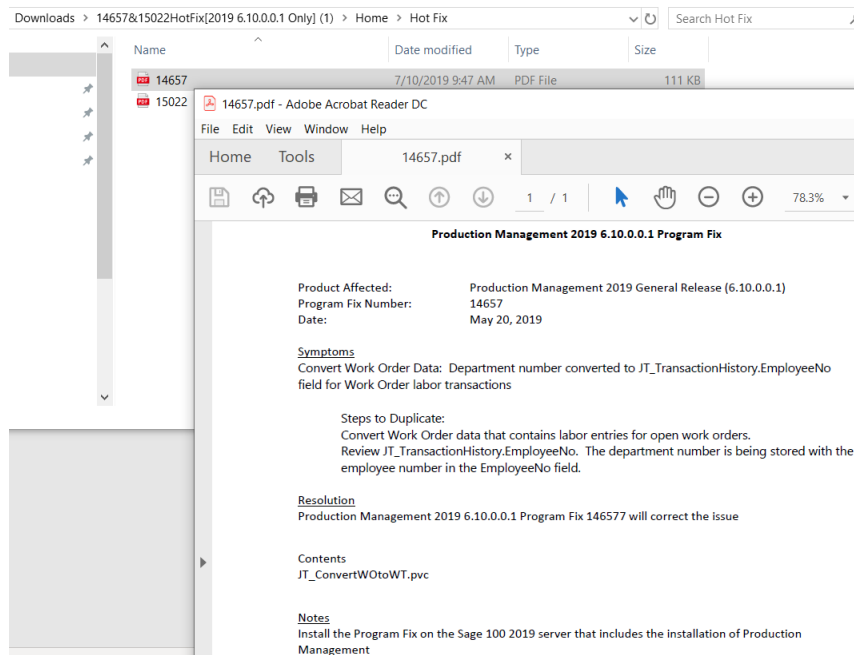 Downloads > 14657&15022HotFix[2019 6.10.0.0.1 Only] (1) > Home > Hot Fix
Search Hot Fix
Name Date modified Type Size
14657 7/10/2019 9:47 AM PDF File 111 KB
15022
14657.pdf - Adobe Acrobat Reader DC
File Edit View Window Help
Home Tools 14657.pdf ×
1 / 1 78.3%
Production Management 2019 6.10.0.0.1 Program Fix
Product Affected: Production Management 2019 General Release (6.10.0.0.1)
Program Fix Number: 14657
Date: May 20, 2019
Symptoms
Convert Work Order Data: Department number converted to JT_TransactionHistory.EmployeeNo
field for Work Order labor transactions
Steps to Duplicate:
Convert Work Order data that contains labor entries for open work orders.
Review JT_TransactionHistory.EmployeeNo. The department number is being stored with the
employee number in the EmployeeNo field.
Resolution
Production Management 2019 6.10.0.0.1 Program Fix 146577 will correct the issue
Contents
JT_ConvertWOtoWT.pvc
Notes
Install the Program Fix on the Sage 100 2019 server that includes the installation of Production
Management